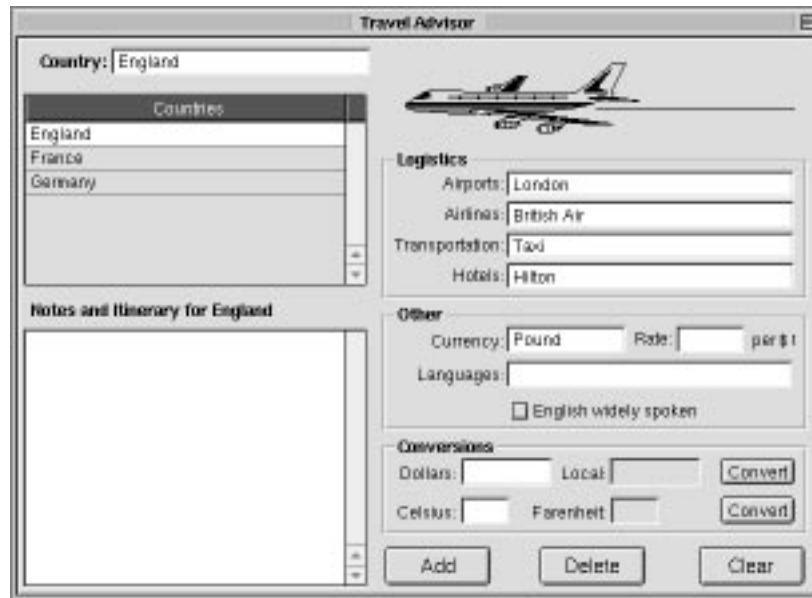 Travel Advisor
Country: England
Countries
England
France
Germany
Notes and Itinerary for England
Logistics
Airports: London
Airlines: British Air
Transportation: Taxi
Hotels: Hilton
Other
Currency: Pound Rate: per $1
Languages:
English widely spoken
Conversions
Dollars: Local: Convert
Celsius: Farenheit: Convert
Add Delete Clear